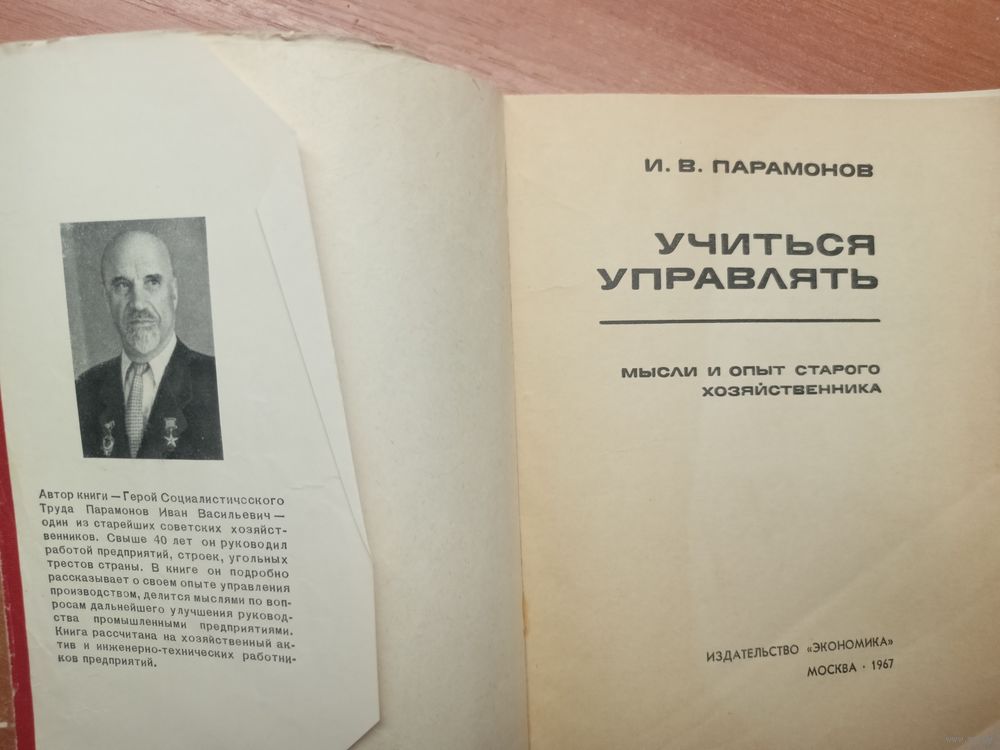 Автор книги — Герой Социалистического
Труда Парамонов Иван Васильевич —
один из старейших советских хозяйст-
венников. Свыше 40 лет он руководил
работой предприятий, строек, угольных
трестов страны. В книге он подробно
рассказывает о своем опыте управления
производством, делится мыслями по воп-
росам дальнейшего улучшения руковод-
ства промышленными предприятиями.
Книга рассчитана на хозяйственный ак-
тив и инженерно-технических работни-
ков предприятий.
И. В. ПАРАМОНОВ
УЧИТЬСЯ
УПРАВЛЯТЬ
МЫСЛИ И ОПЫТ СТАРОГО
ХОЗЯЙСТВЕННИКА
ИЗДАТЕЛЬСТВО «ЭКОНОМИКА»
МОСКВА · 1967